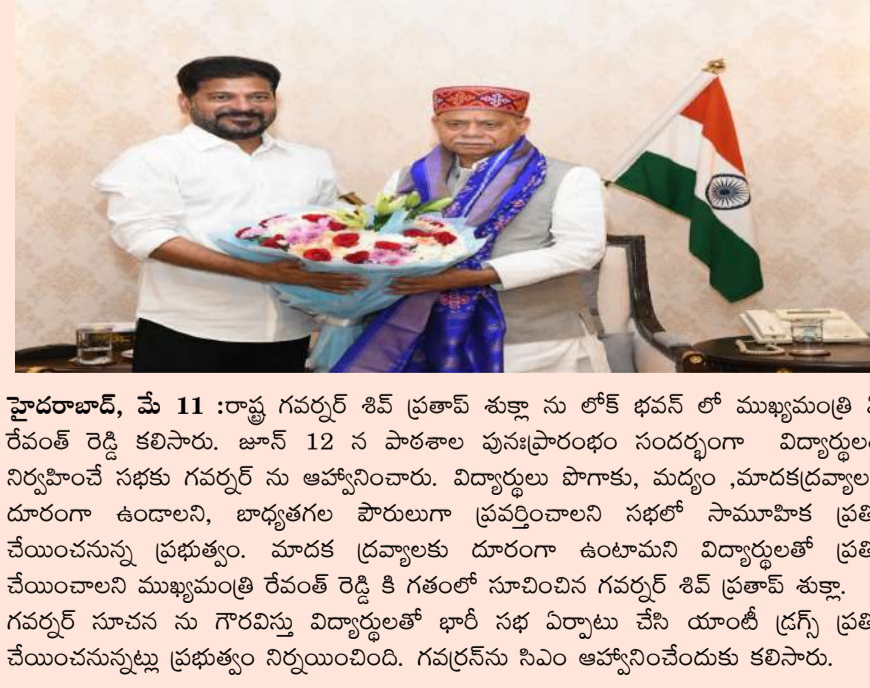 హైదరాబాద్, మే 11 :రాష్ట్ర గవర్నర్ శివ్ ప్రతాప్ శుక్లా ను లోక్ భవన్ లో ముఖ్యమంత్రి
రేవంత్ రెడ్డి కలిసారు. జూన్ 12 న పాఠశాల పునఃప్రారంభం సందర్భంగా
నిర్వహించే సభకు గవర్నర్ ను ఆహ్వానించారు. విద్యార్థులు పొగాకు, మద్యం ,మాదకద్రవ్యాల
దూరంగా ఉండాలని, బాధ్యతగల పౌరులుగా ప్రవర్తించాలని సభలో సామూహిక
చేయించనున్న ప్రభుత్వం. మాదక ద్రవ్యాలకు దూరంగా ఉంటామని విద్యార్థులతో
చేయించాలని ముఖ్యమంత్రి రేవంత్ రెడ్డి కి గతంలో సూచించిన గవర్నర్ శివ్ ప్రతాప్ శుక్లా.
గవర్నర్ సూచన ను గౌరవిస్తు విద్యార్థులతో భారీ సభ ఏర్పాటు చేసి యాంటీ డ్రగ్స్
చేయించనున్నట్లు ప్రభుత్వం నిర్ణయించింది. గవర్రన్‌ను సిఎం ఆహ్వానించేందుకు కలిసారు.